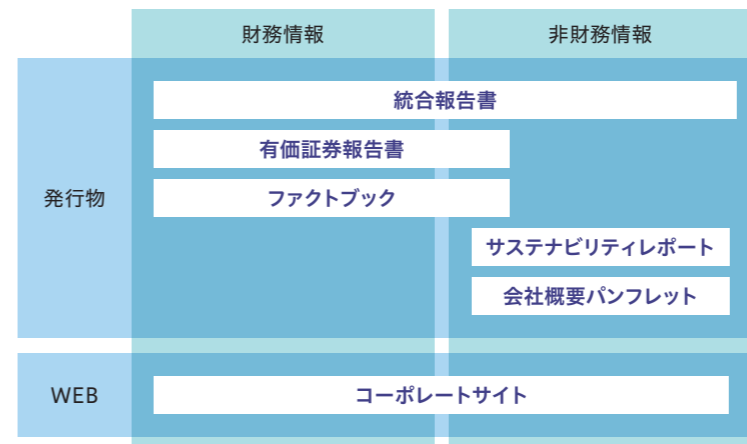 財務情報
非財務情報
発行物
統合報告書
有価証券報告書
ファクトブック
サステナビリティレポート
会社概要パンフレット
WEB
コーポレートサイト